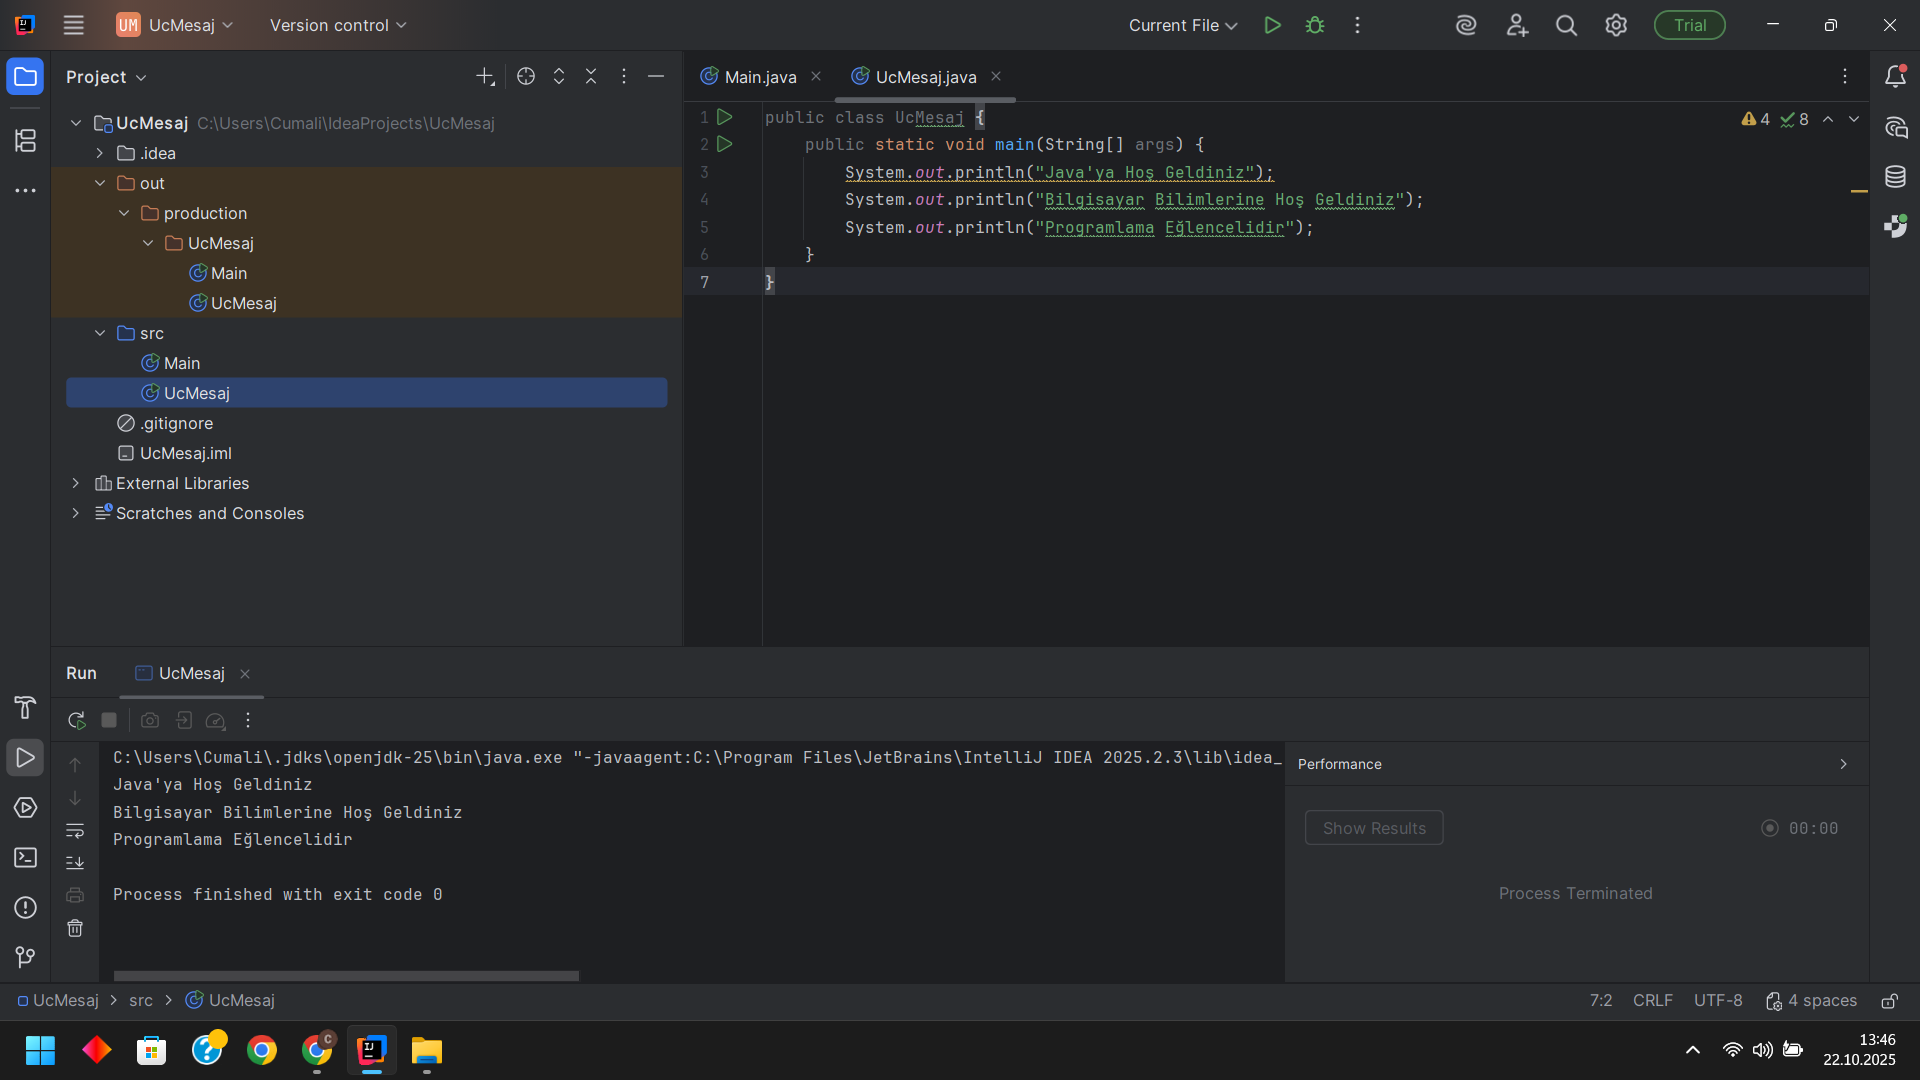 UM UcMesaj Version control Current File Trial
Project
Main.java UcMesaj.java
UcMesaj C:\Users\Cumali\IdeaProjects\UcMesaj
.idea
out
production
UcMesaj
Main
UcMesaj
src
Main
UcMesaj
.gitignore
UcMesaj.iml
External Libraries
Scratches and Consoles
4 8
1 public class UcMesaj {
2 public static void main(String[] args) {
3 System.out.println("Java'ya Hoş Geldiniz");
4 System.out.println("Bilgisayar Bilimlerine Hoş Geldiniz");
5 System.out.println("Programlama Eğlencelidir");
6 }
7 }
Run UcMesaj
C:\Users\Cumali\.jdks\openjdk-25\bin\java.exe "-javaagent:C:\Program Files\JetBrains\IntelliJ IDEA 2025.2.3\lib\idea_
Java'ya Hoş Geldiniz
Bilgisayar Bilimlerine Hoş Geldiniz
Programlama Eğlencelidir
Process finished with exit code 0
Performance
Show Results 00:00
Process Terminated
UcMesaj > src > UcMesaj 7:2 CRLF UTF-8 4 spaces
C
13:46
22.10.2025